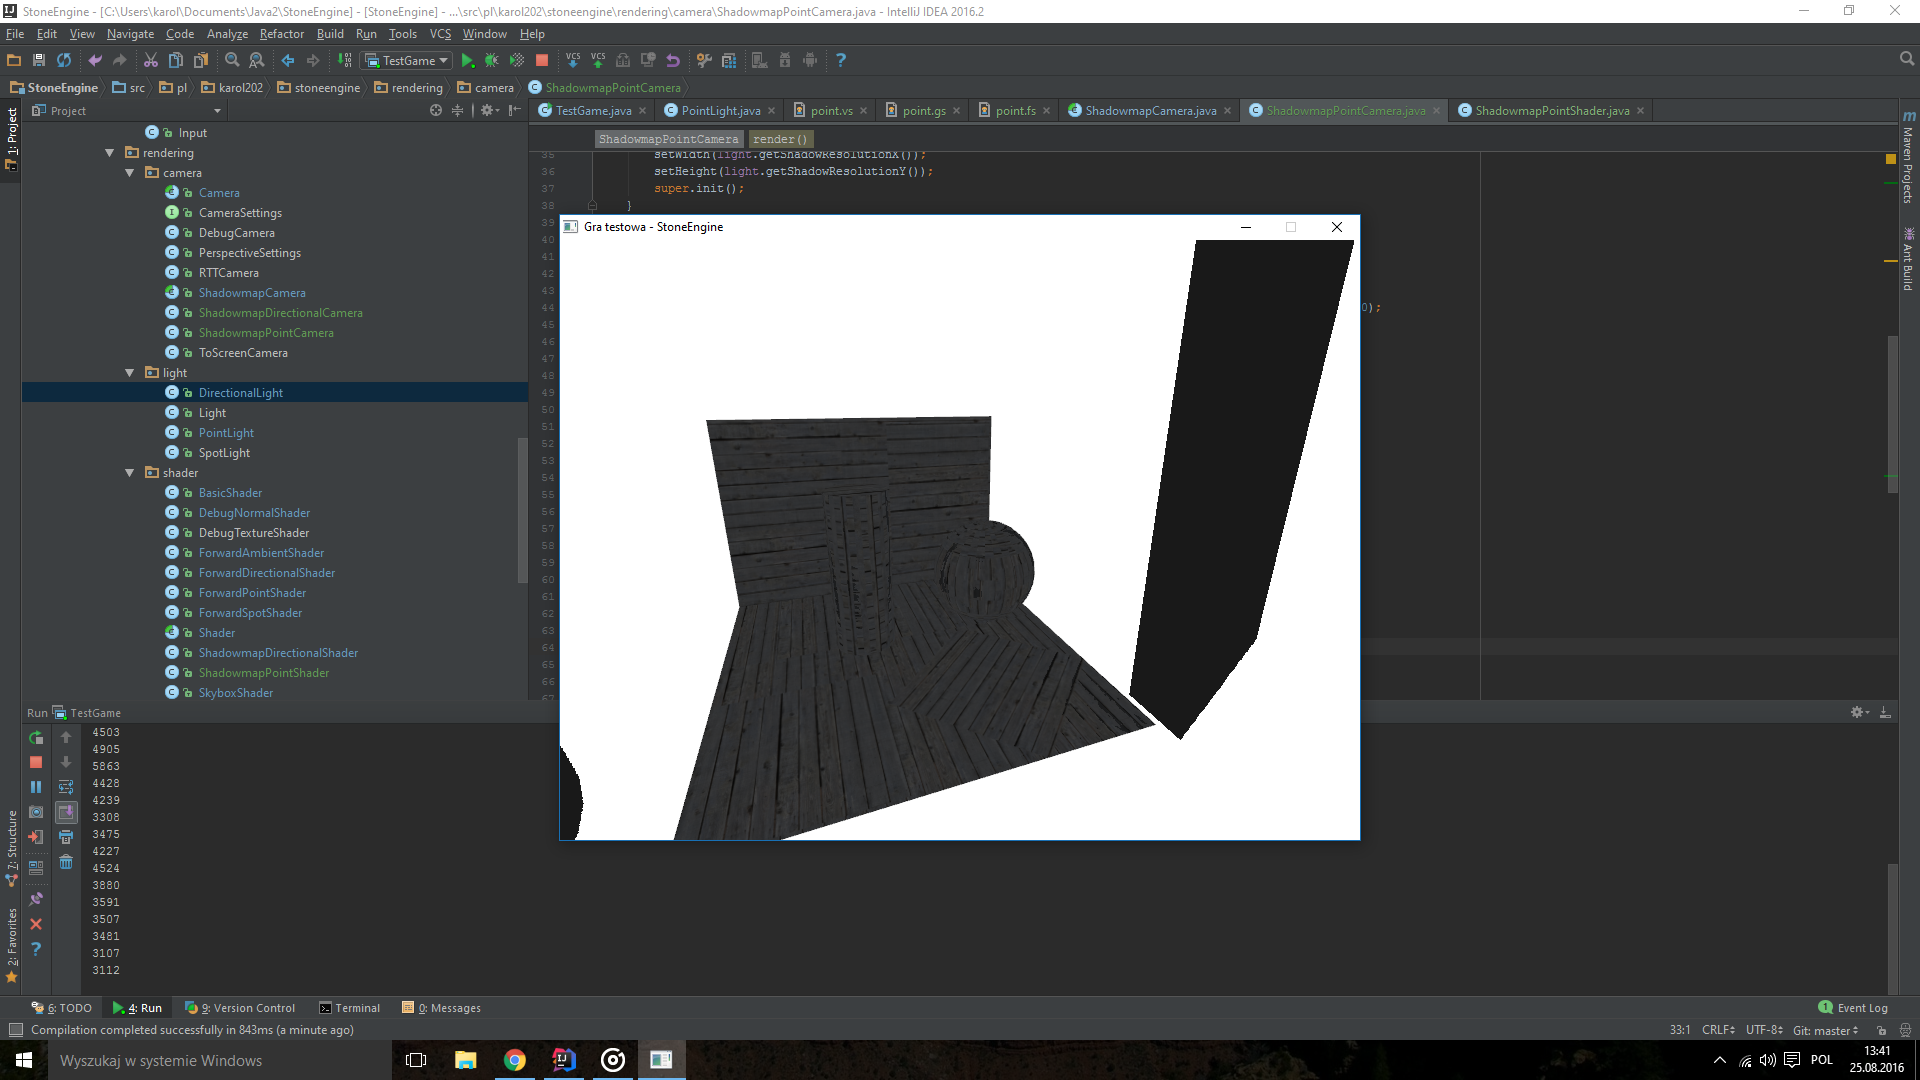 StoneEngine - [C:\Users\karol\Documents\Java2\StoneEngine] - [StoneEngine] - ...\src\pl\karol202\stoneengine\rendering\camera\ShadowmapPointCamera.java - IntelliJ IDEA 2016.2
File Edit View Navigate Code Analyze Refactor Build Run Tools VCS Window Help
TestGame
VCS VCS
StoneEngine src pl karol202 stoneengine rendering camera ShadowmapPointCamera
Project
TestGame.java PointLight.java point.vs point.gs point.fs ShadowmapCamera.java ShadowmapPointCamera.java ShadowmapPointShader.java
ShadowmapPointCamera render()
1: Project
Input
rendering
camera
Camera
CameraSettings
DebugCamera
PerspectiveSettings
RTTCamera
ShadowmapCamera
ShadowmapDirectionalCamera
ShadowmapPointCamera
ToScreenCamera
light
DirectionalLight
Light
PointLight
SpotLight
shader
BasicShader
DebugNormalShader
DebugTextureShader
ForwardAmbientShader
ForwardDirectionalShader
ForwardPointShader
ForwardSpotShader
Shader
ShadowmapDirectionalShader
ShadowmapPointShader
SkyboxShader
35 setWidth(light.getShadowResolutionX());
36 setHeight(light.getShadowResolutionY());
37 super.init();
38 }
39
40
41
42
43
44 0);
45
46
47
48
49
50
51
52
53
54
55
56
57
58
59
60
61
62
63
64
65
66
67
Gra testowa - StoneEngine
Maven Projects
Ant Build
Run TestGame
4503
4905
5863
4428
4239
3308
3475
4227
4524
3880
3591
3507
3481
3107
3112
7: Structure
2: Favorites
6: TODO 4: Run 9: Version Control Terminal 0: Messages 1 Event Log
Compilation completed successfully in 843ms (a minute ago) 33:1 CRLF UTF-8 Git: master
Wyszukaj w systemie Windows
POL
13:41
25.08.2016